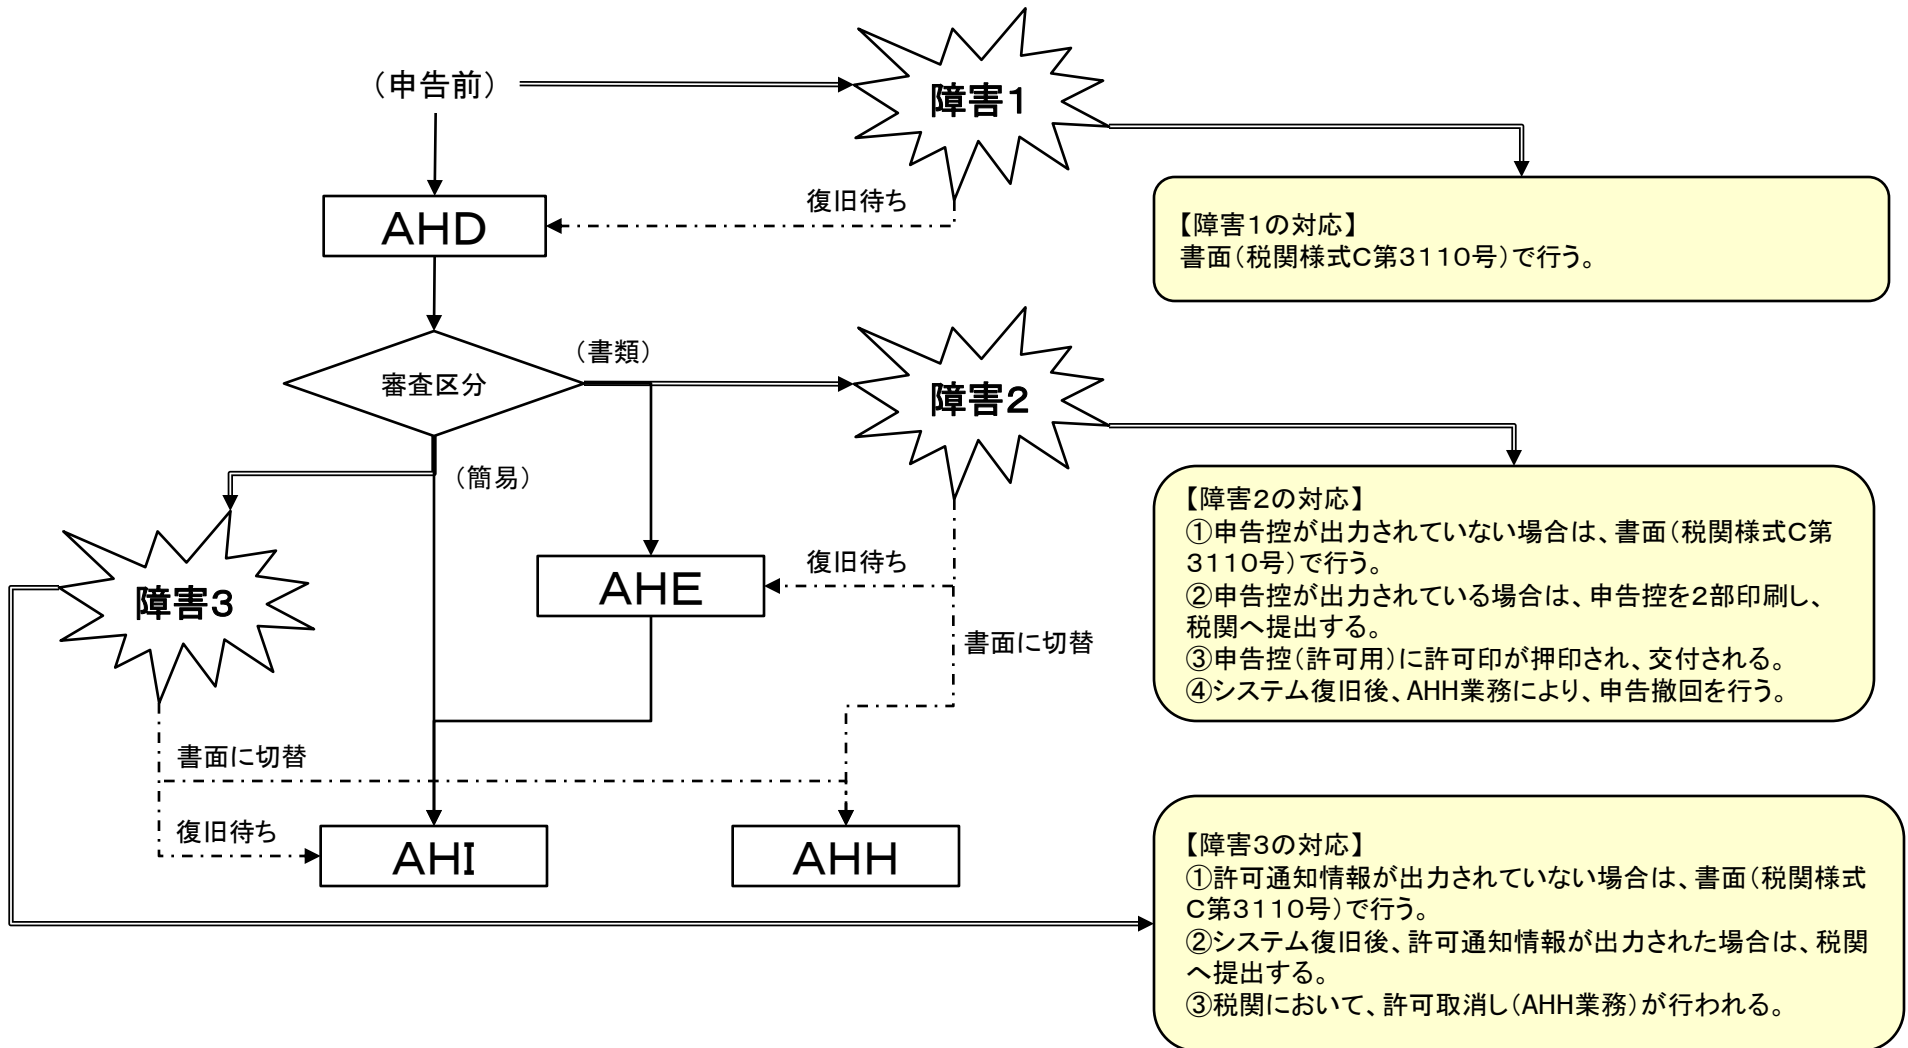 （申告前）
障害1
復旧待ち
AHD
【障害1の対応】
書面（税関様式C第3110号）で行う。
（書類）
審査区分
障害2
（簡易）
【障害2の対応】
①申告控が出力されていない場合は、書面（税関様式C第
3110号）で行う。
②申告控が出力されている場合は、申告控を2部印刷し、
税関へ提出する。
③申告控（許可用）に許可印が押印され、交付される。
④システム復旧後、AHH業務により、申告撤回を行う。
障害3
復旧待ち
AHE
書面に切替
書面に切替
復旧待ち
AHI
AHH
【障害3の対応】
①許可通知情報が出力されていない場合は、書面（税関様式
C第3110号）で行う。
②システム復旧後、許可通知情報が出力された場合は、税関
へ提出する。
③税関において、許可取消し（AHH業務）が行われる。